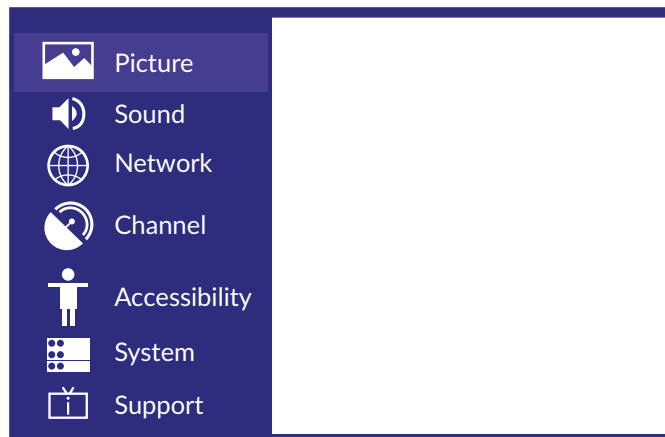 Picture
Sound
Network
Channel
Accessibility
System
Support